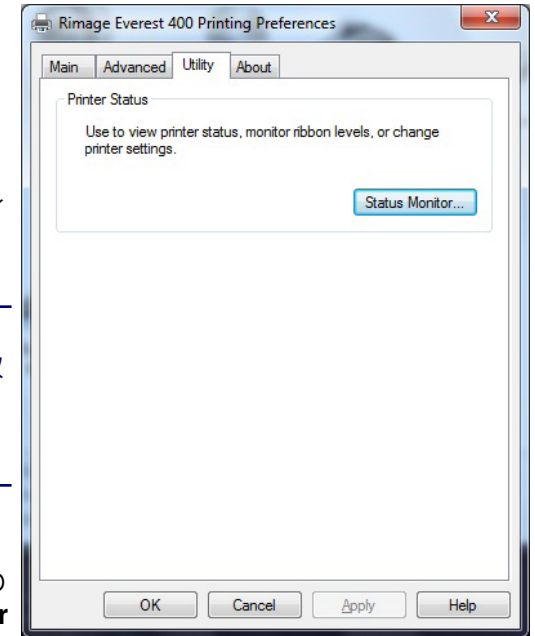 Rimage Everest 400 Printing Preferences
Main Advanced Utility About
Printer Status
Use to view printer status, monitor ribbon levels, or change
printer settings.
Status Monitor...
OK Cancel Apply Help
r